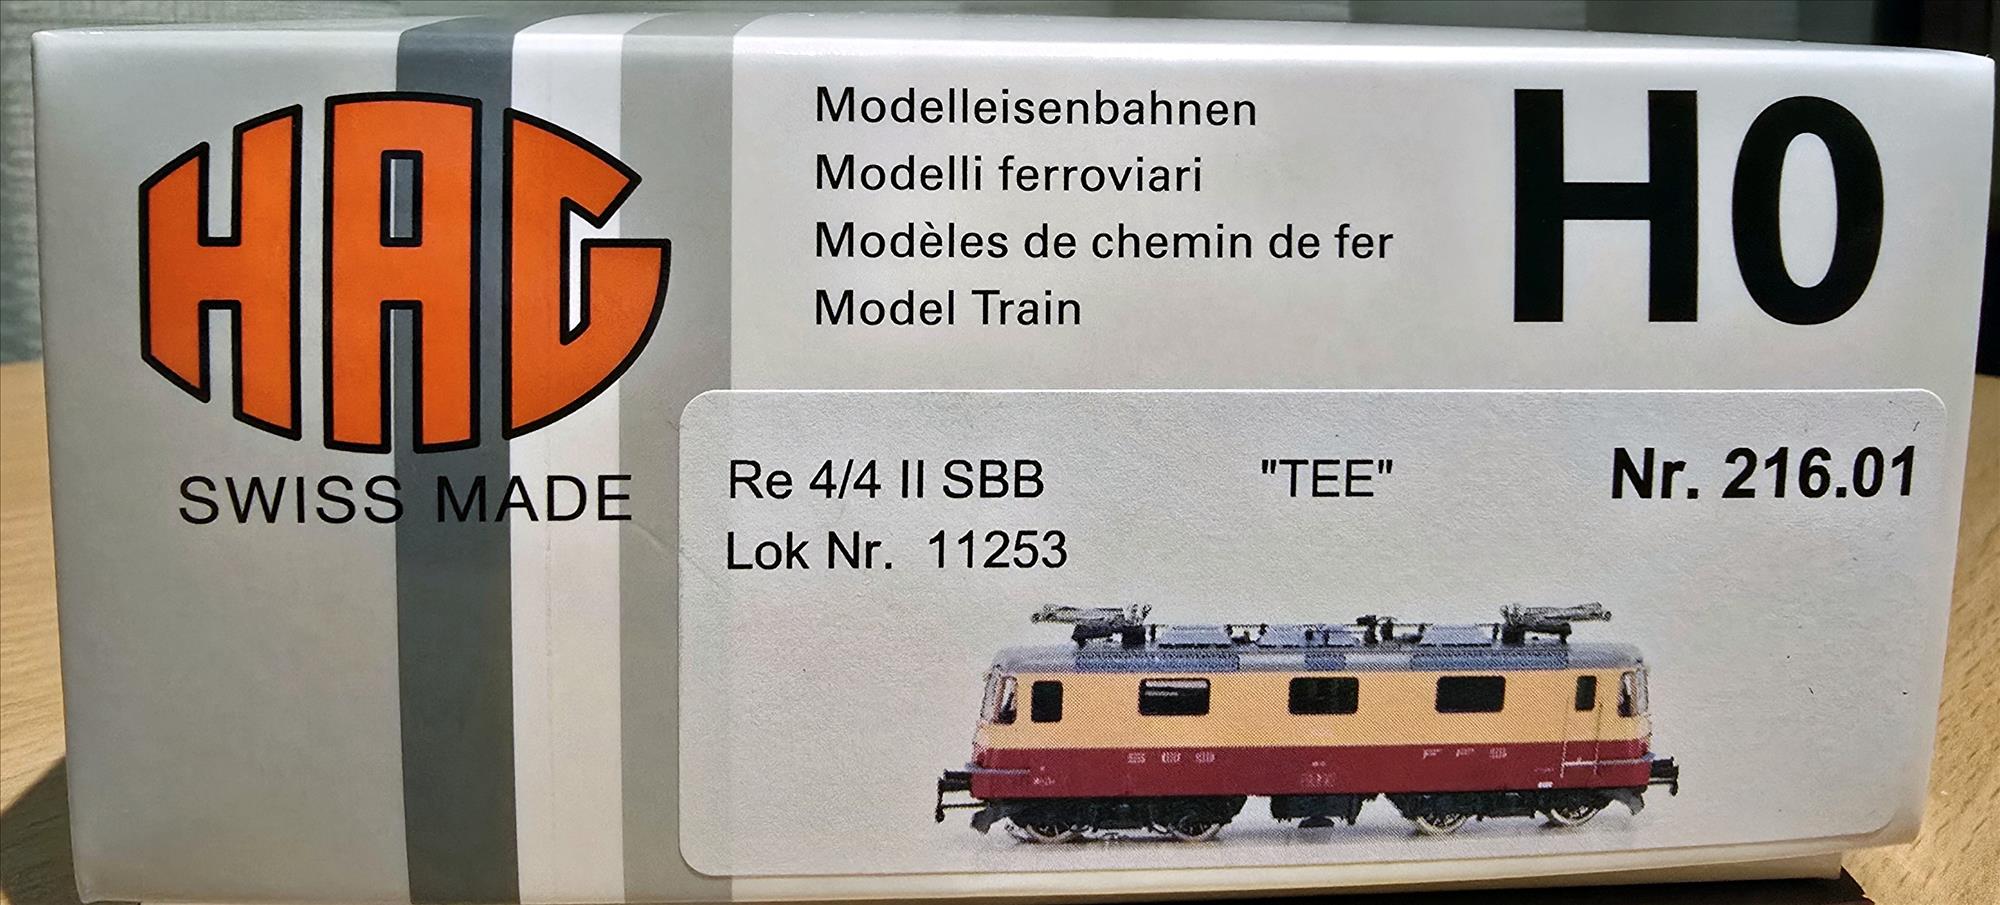 HAG
SWISS MADE
Modelleisenbahnen
Modelli ferroviari
Modèles de chemin de fer
Model Train
H0
Re 4/4 II SBB "TEE" Nr. 216.01
Lok Nr. 11253